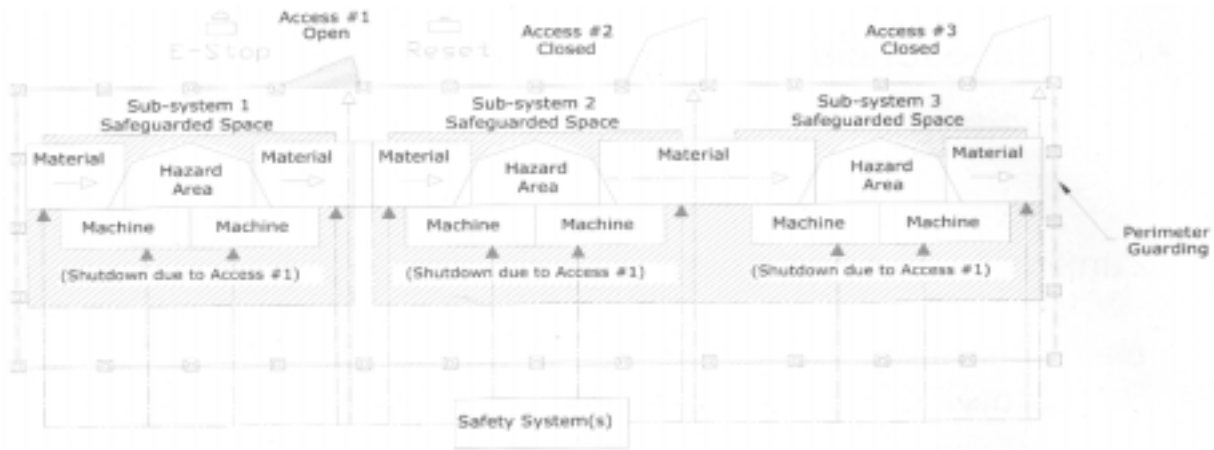 Access #1
Open
E-Stop
Reset
Access #2
Closed
Access #3
Closed
Sub-system 1
Safeguarded Space
Sub-system 2
Safeguarded Space
Sub-system 3
Safeguarded Space
Material
Hazard
Area
Material
Material
Hazard
Area
Material
Hazard
Area
Material
Machine
Machine
Machine
Machine
Machine
Machine
Perimeter
Guarding
(Shutdown due to Access #1)
(Shutdown due to Access #1)
(Shutdown due to Access #1)
Safety System(s)